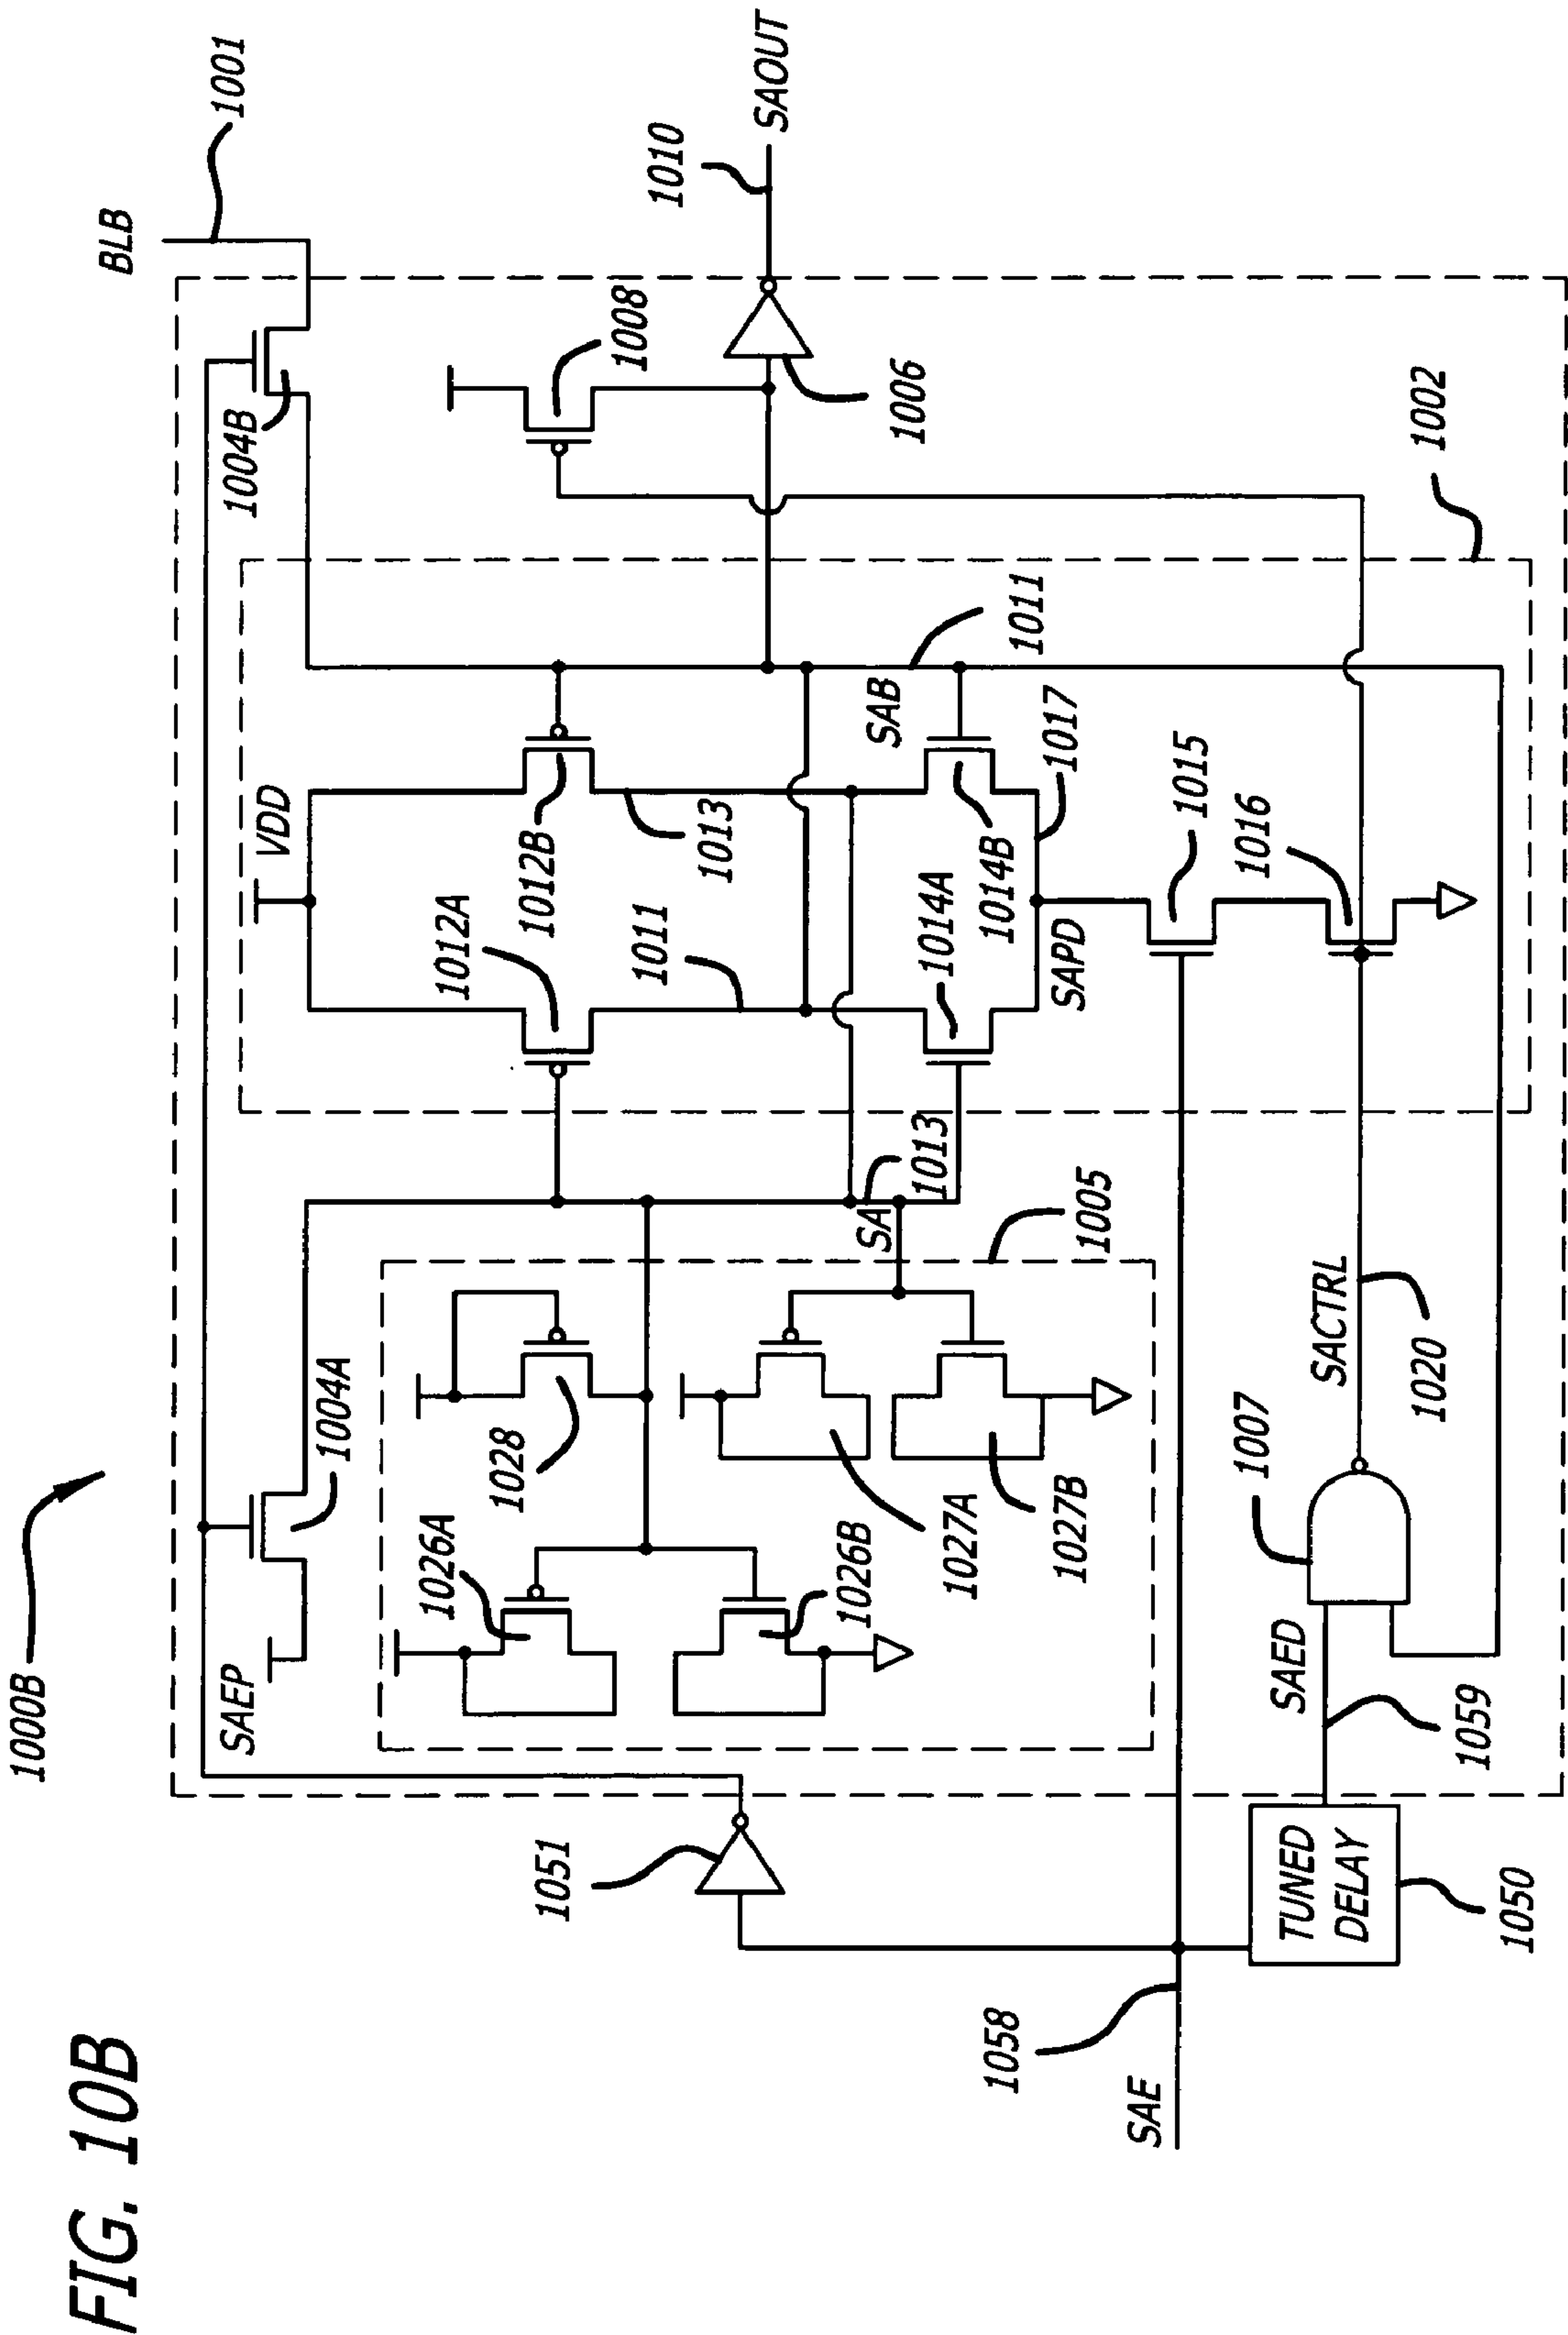 FIG. 10B
1000B
BLB
1001
SAEP
1004A
1004B
VDD
1026A
1028
1012A
1012B
1008
1051
1011
1013
1010
SAOUT
1026B
1027A
SA
1013
SAB
1006
1014A
1014B
1011
1027B
1005
SAPD
1017
1058
SAE
1015
1016
1007
SAED
SACTRL
1020
1002
TUNED
DELAY
1059
1050